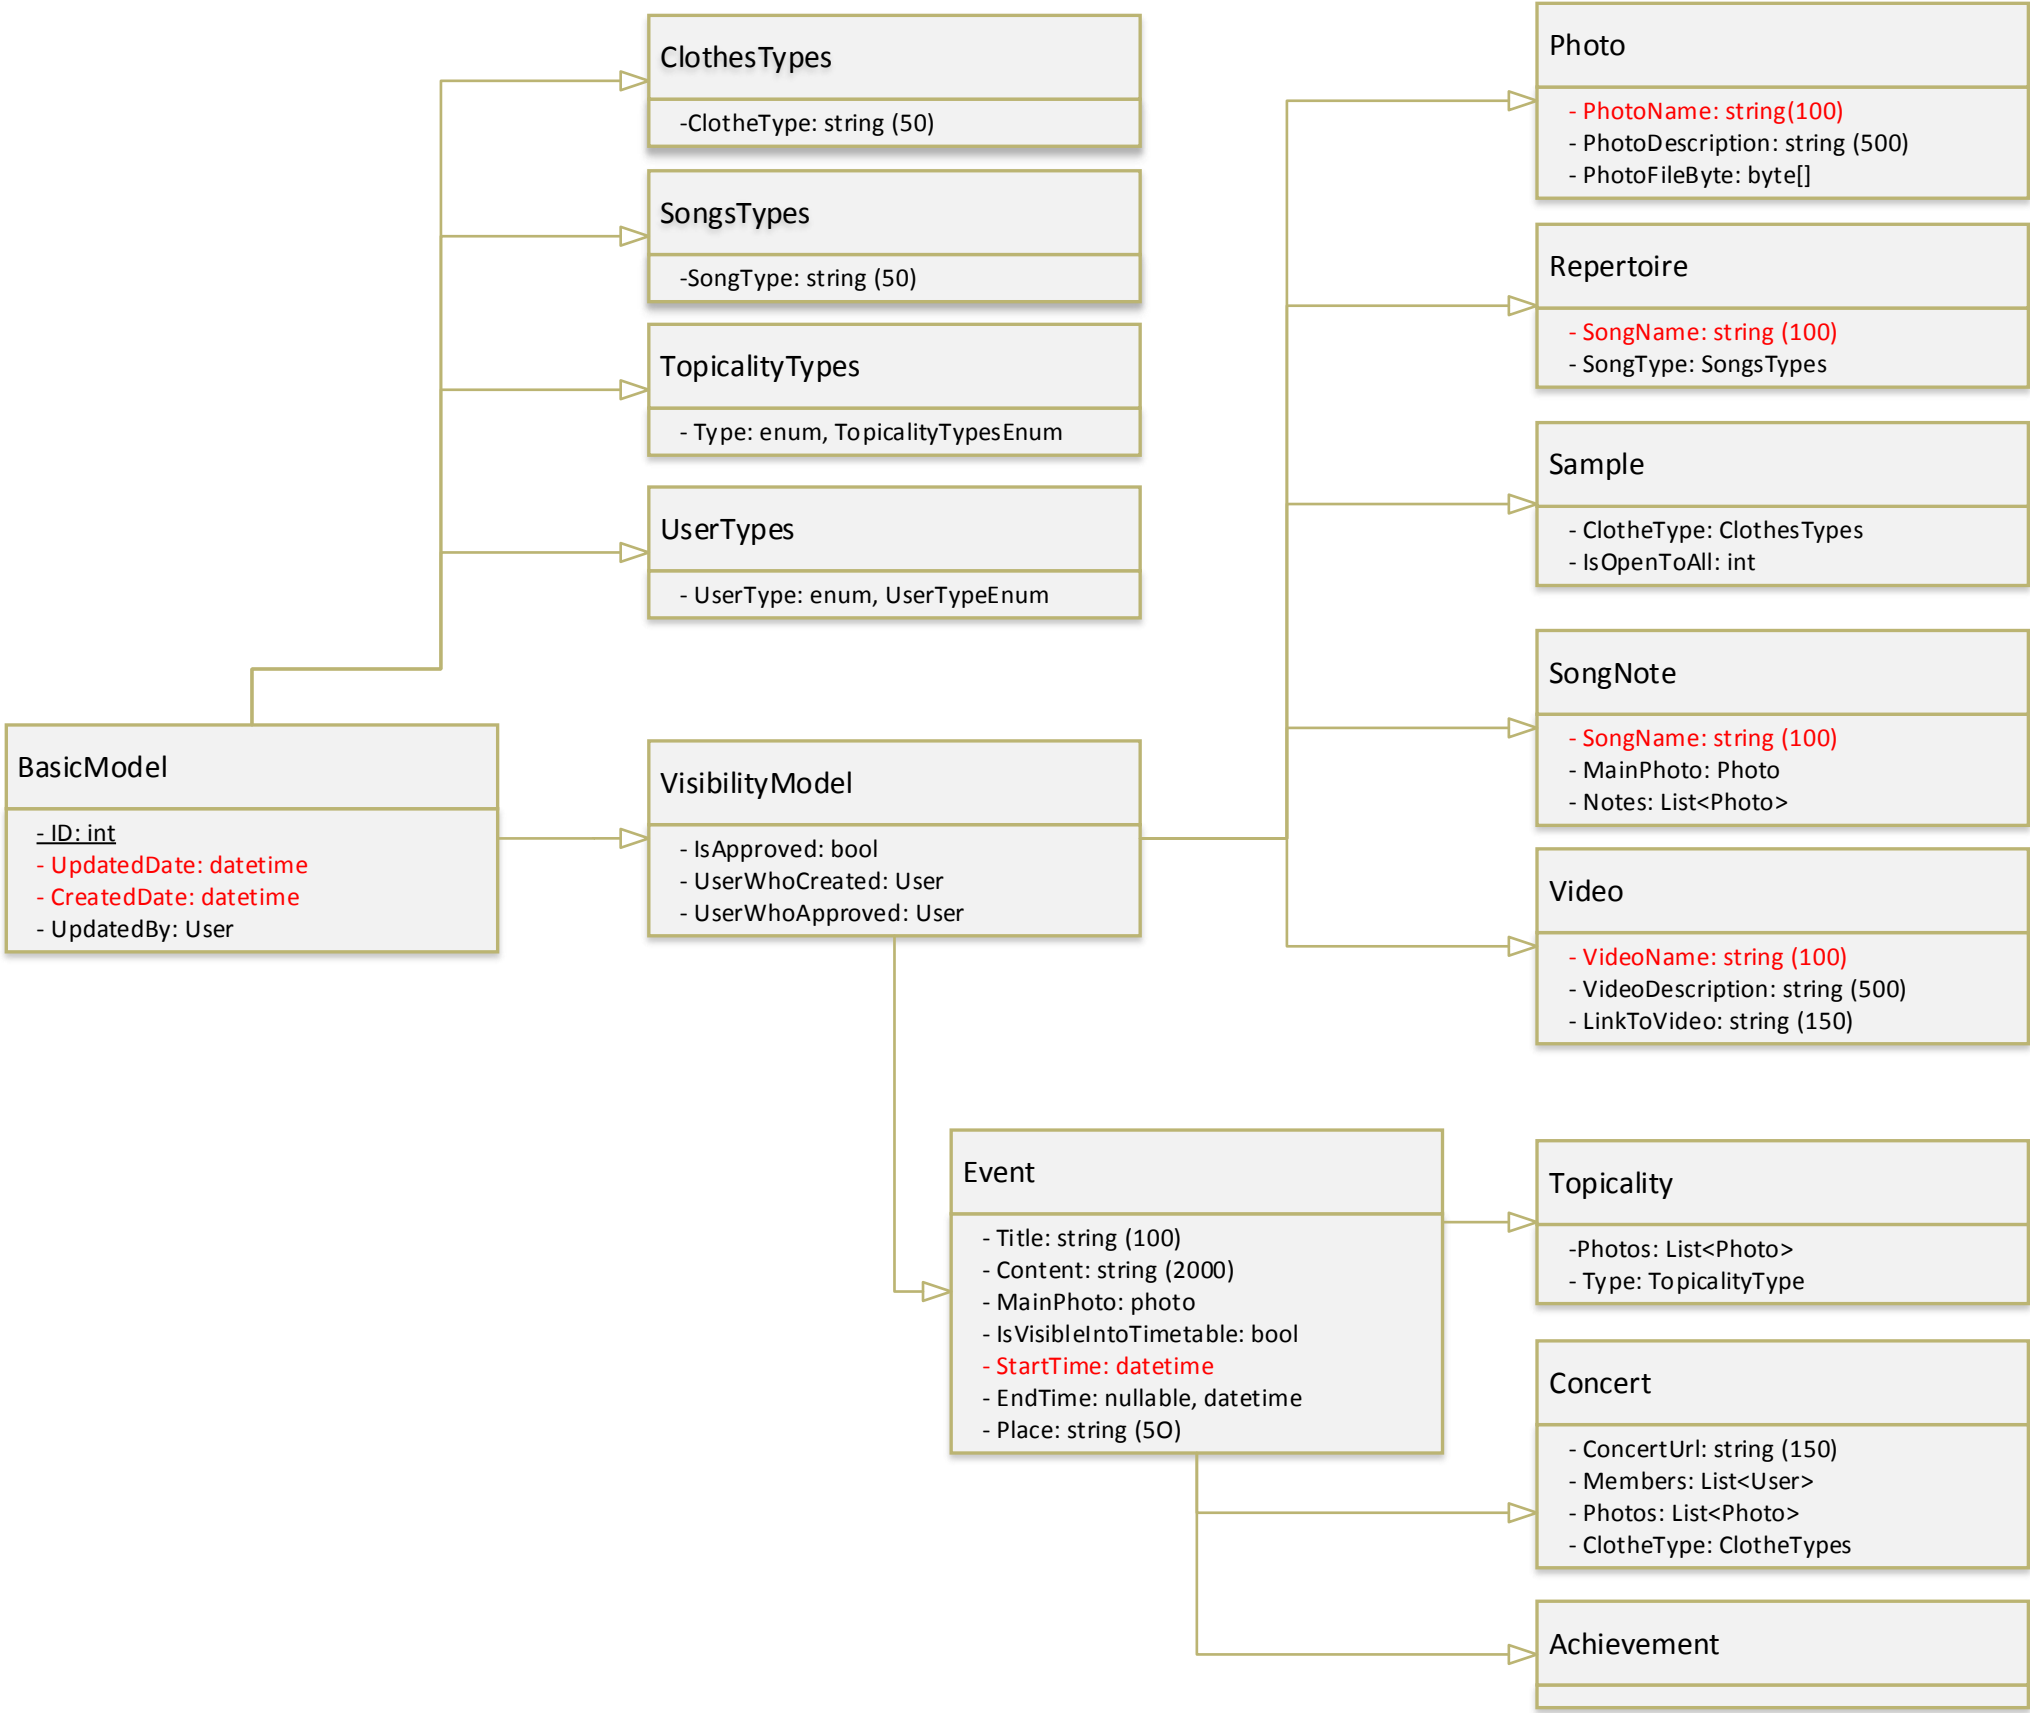 ClothesTypes
-ClotheType: string (50)
SongsTypes
-SongType: string (50)
TopicalityTypes
- Type: enum, TopicalityTypesEnum
UserTypes
- UserType: enum, UserTypeEnum
BasicModel
- ID: int
- UpdatedDate: datetime
- CreatedDate: datetime
- UpdatedBy: User
VisibilityModel
- IsApproved: bool
- UserWhoCreated: User
- UserWhoApproved: User
Photo
- PhotoName: string(100)
- PhotoDescription: string (500)
- PhotoFileByte: byte[]
Repertoire
- SongName: string (100)
- SongType: SongsTypes
Sample
- ClotheType: ClothesTypes
- IsOpenToAll: int
SongNote
- SongName: string (100)
- MainPhoto: Photo
- Notes: List<Photo>
Video
- VideoName: string (100)
- VideoDescription: string (500)
- LinkToVideo: string (150)
Event
- Title: string (100)
- Content: string (2000)
- MainPhoto: photo
- IsVisibleIntoTimetable: bool
- StartTime: datetime
- EndTime: nullable, datetime
- Place: string (5O)
Topicality
-Photos: List<Photo>
- Type: TopicalityType
Concert
- ConcertUrl: string (150)
- Members: List<User>
- Photos: List<Photo>
- ClotheType: ClotheTypes
Achievement